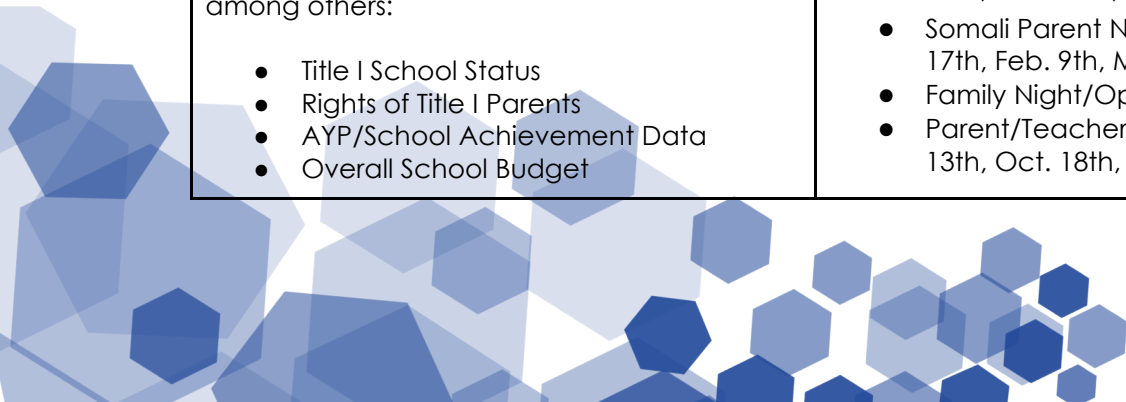 among others:
● Title I School Status
● Rights of Title I Parents
● AYP/School Achievement Data
● Overall School Budget
● Somali Parent
17th, Feb. 9th,
● Family Night/
● Parent/Teacher
13th, Oct. 18th,